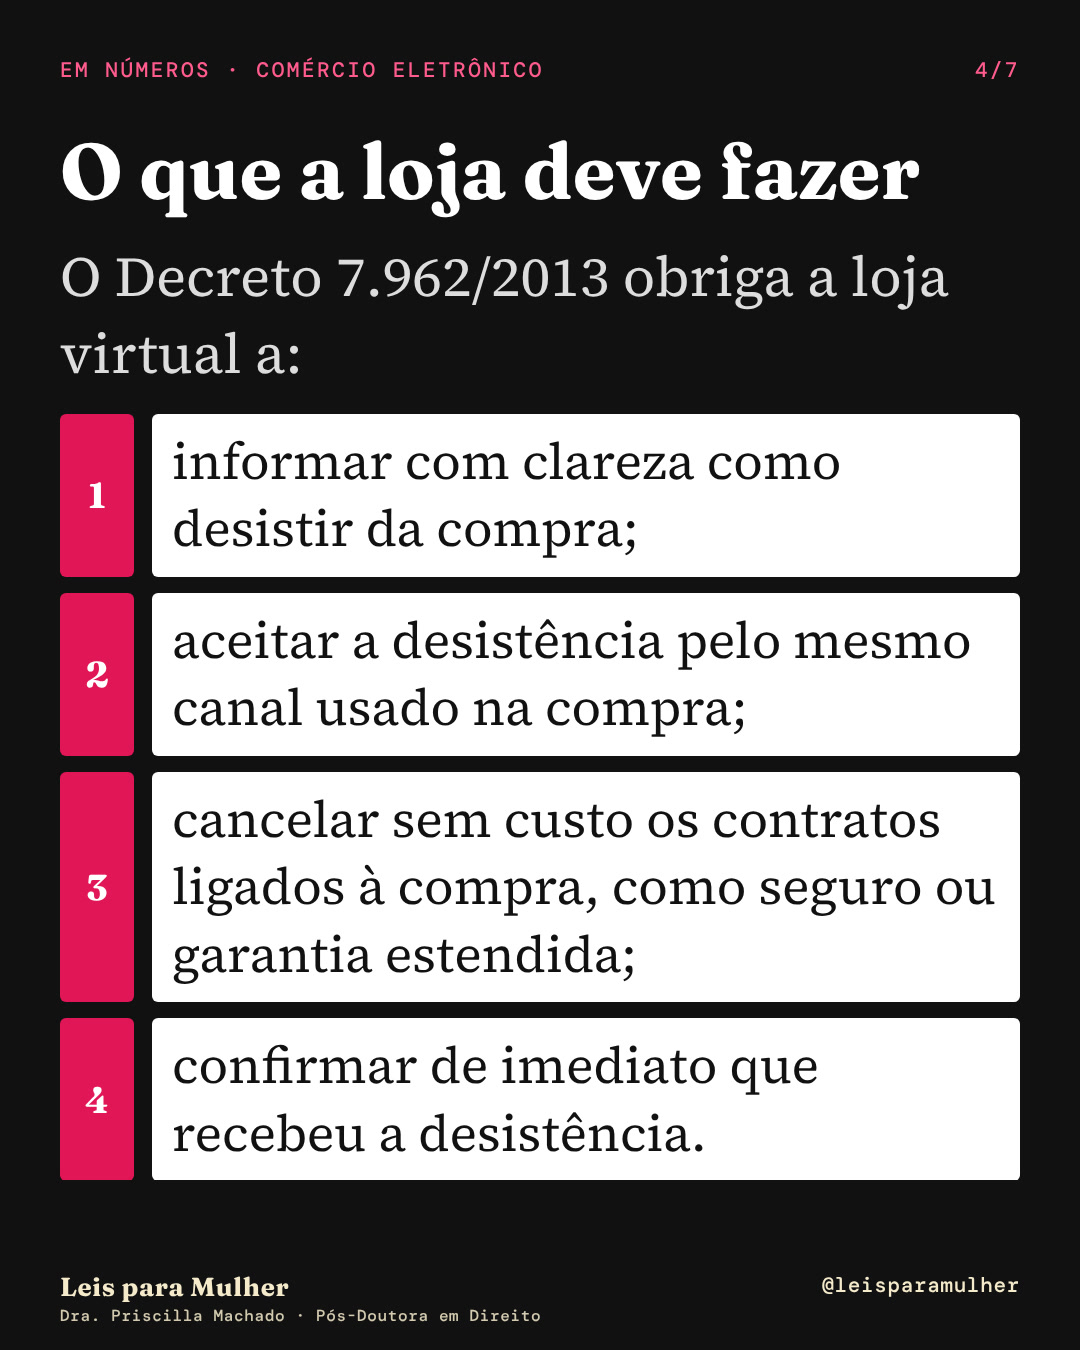 EM NÚMEROS · COMÉRCIO ELETRÔNICO
4/7
O que a loja deve fazer
O Decreto 7.962/2013 obriga a loja
virtual a:
1
informar com clareza como
desistir da compra;
2
aceitar a desistência pelo mesmo
canal usado na compra;
3
cancelar sem custo os contratos
ligados à compra, como seguro ou
garantia estendida;
4
confirmar de imediato que
recebeu a desistência.
Leis para Mulher
@leisparamulher
Dra. Priscilla Machado · Pós-Doutora em Direito